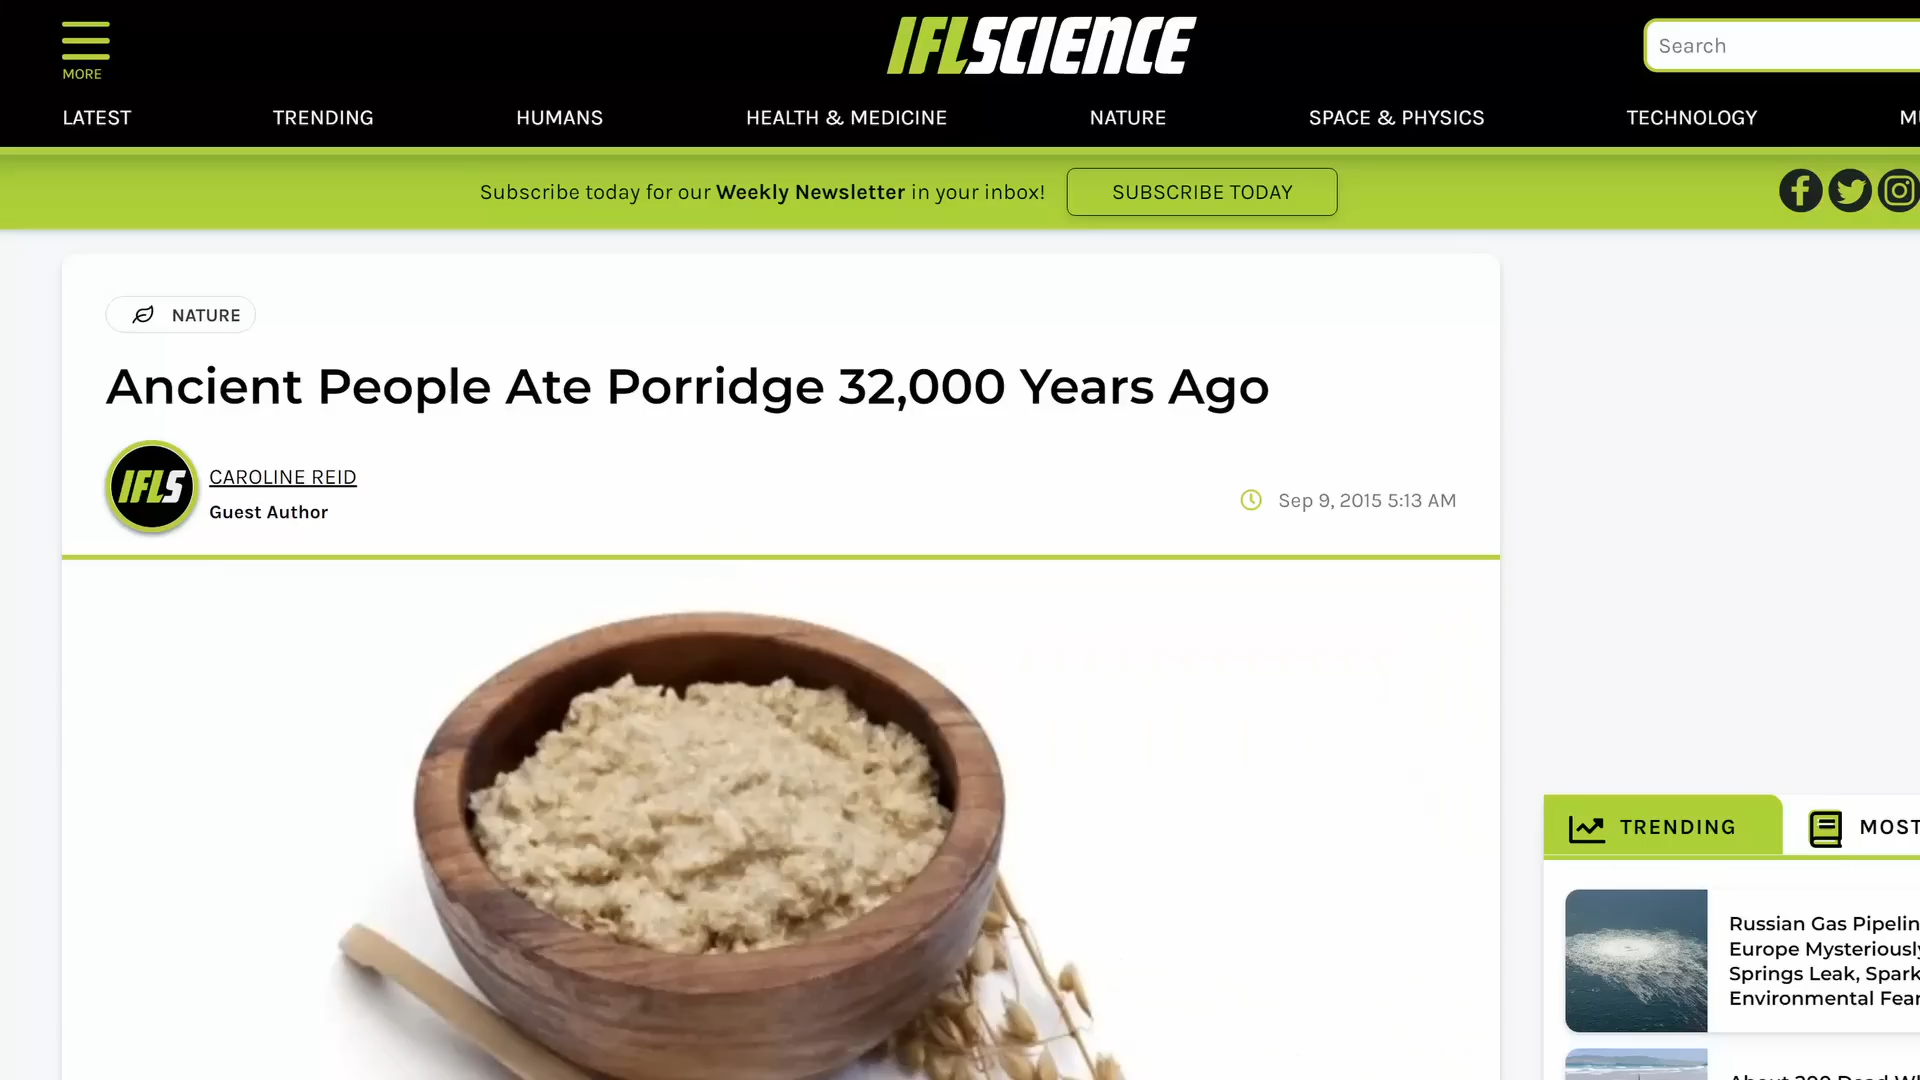 MORE
IFLSCIENCE
Search
LATEST
TRENDING
HUMANS
HEALTH & MEDICINE
NATURE
SPACE & PHYSICS
TECHNOLOGY
Subscribe today for our Weekly Newsletter in your inbox!
SUBSCRIBE TODAY
NATURE
Ancient People Ate Porridge 32,000 Years Ago
IFLS
CAROLINE REID
Guest Author
Sep 9, 2015 5:13 AM
TRENDING
MOST
Russian Gas Pipelin
Europe Mysteriously
Springs Leak, Spark
Environmental Fear